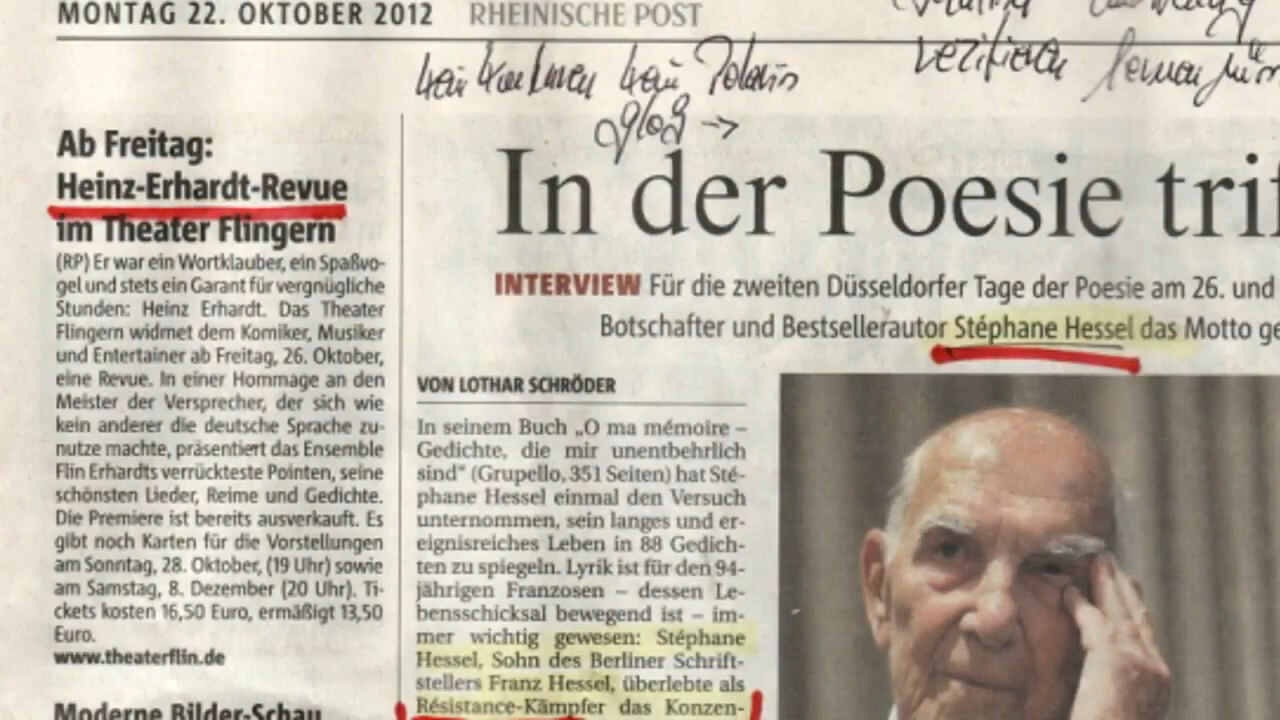 MONTAG 22. OKTOBER 2012 RHEINISCHE POST
glog →
Ab Freitag:
Heinz-Erhardt-Revue
im Theater Flingern
(RP) Er war ein Wortklauber, ein Spaßvo-
gel und stets ein Garant für vergnügliche
Stunden: Heinz Erhardt. Das Theater
Flingern widmet dem Komiker, Musiker
und Entertainer ab Freitag, 26. Oktober,
eine Revue. In einer Hommage an den
Meister der Versprecher, der sich wie
kein anderer die deutsche Sprache zu-
nutze machte, präsentiert das Ensemble
Flin Erhardts verrückteste Pointen, seine
schönsten Lieder, Reime und Gedichte.
Die Premiere ist bereits ausverkauft. Es
gibt noch Karten für die Vorstellungen
am Sonntag, 28. Oktober, (19 Uhr) sowie
am Samstag, 8. Dezember (20 Uhr). Ti-
ckets kosten 16,50 Euro, ermäßigt 13,50
Euro.
www.theaterflin.de
Moderne Bilder-Schau
In der Poesie trif
INTERVIEW Für die zweiten Düsseldorfer Tage der Poesie am 26. und
Botschafter und Bestsellerautor Stéphane Hessel das Motto ge
VON LOTHAR SCHRÖDER
In seinem Buch „O ma mémoire –
Gedichte, die mir unentbehrlich
sind“ (Grupello, 351 Seiten) hat Sté-
phane Hessel einmal den Versuch
unternommen, sein langes und er-
eignisreiches Leben in 88 Gedich-
ten zu spiegeln. Lyrik ist für den 94-
jährigen Franzosen – dessen Le-
bensschicksal bewegend ist – im-
mer wichtig gewesen: Stéphane
Hessel, Sohn des Berliner Schrift-
stellers Franz Hessel, überlebte als
Résistance-Kämpfer das Konzen-